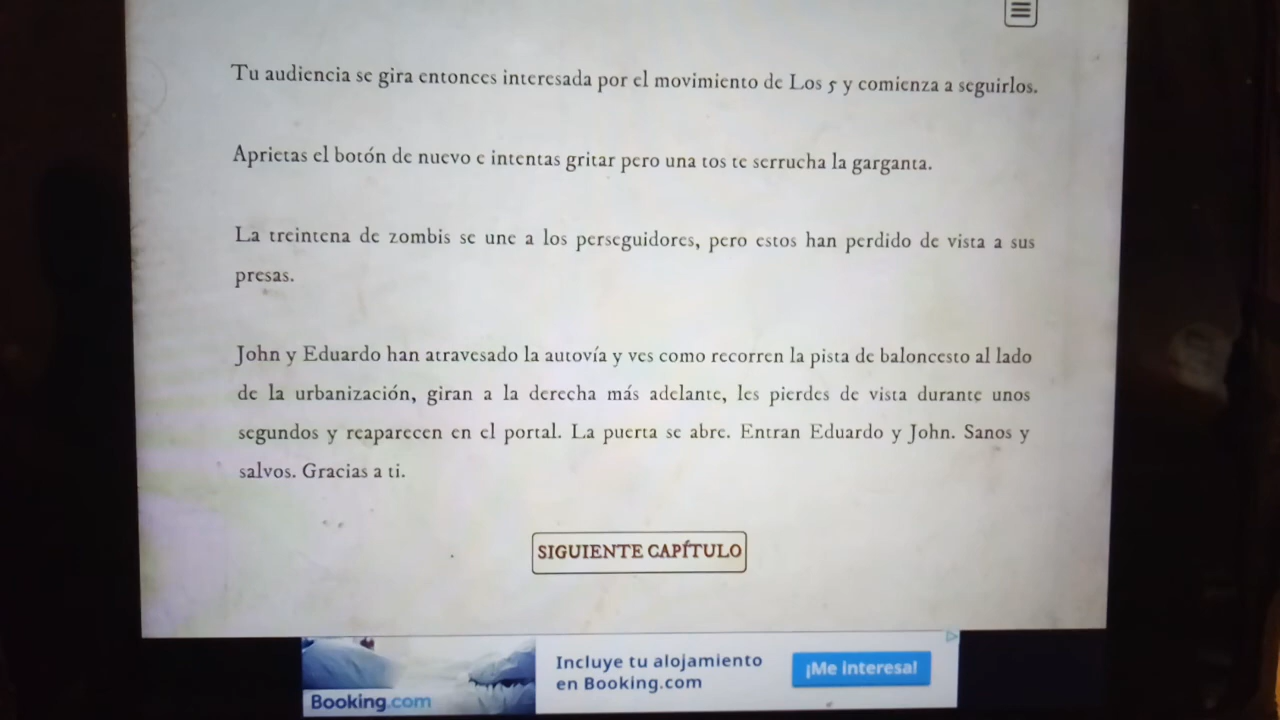 Tu audiencia se gira entonces interesada por el movimiento de Los 5 y comienza a seguirlos.
Aprietas el botón de nuevo e intentas gritar pero una tos te serrucha la garganta.
La treintena de zombis se une a los perseguidores, pero estos han perdido de vista a sus
presas.
John y Eduardo han atravesado la autovía y ves como recorren la pista de baloncesto al lado
de la urbanización, giran a la derecha más adelante, les pierdes de vista durante unos
segundos y reaparecen en el portal. La puerta se abre. Entran Eduardo y John. Sanos y
salvos. Gracias a ti.
SIGUIENTE CAPÍTULO
Incluye tu alojamiento
en Booking.com
¡Me interesa!
Booking.com